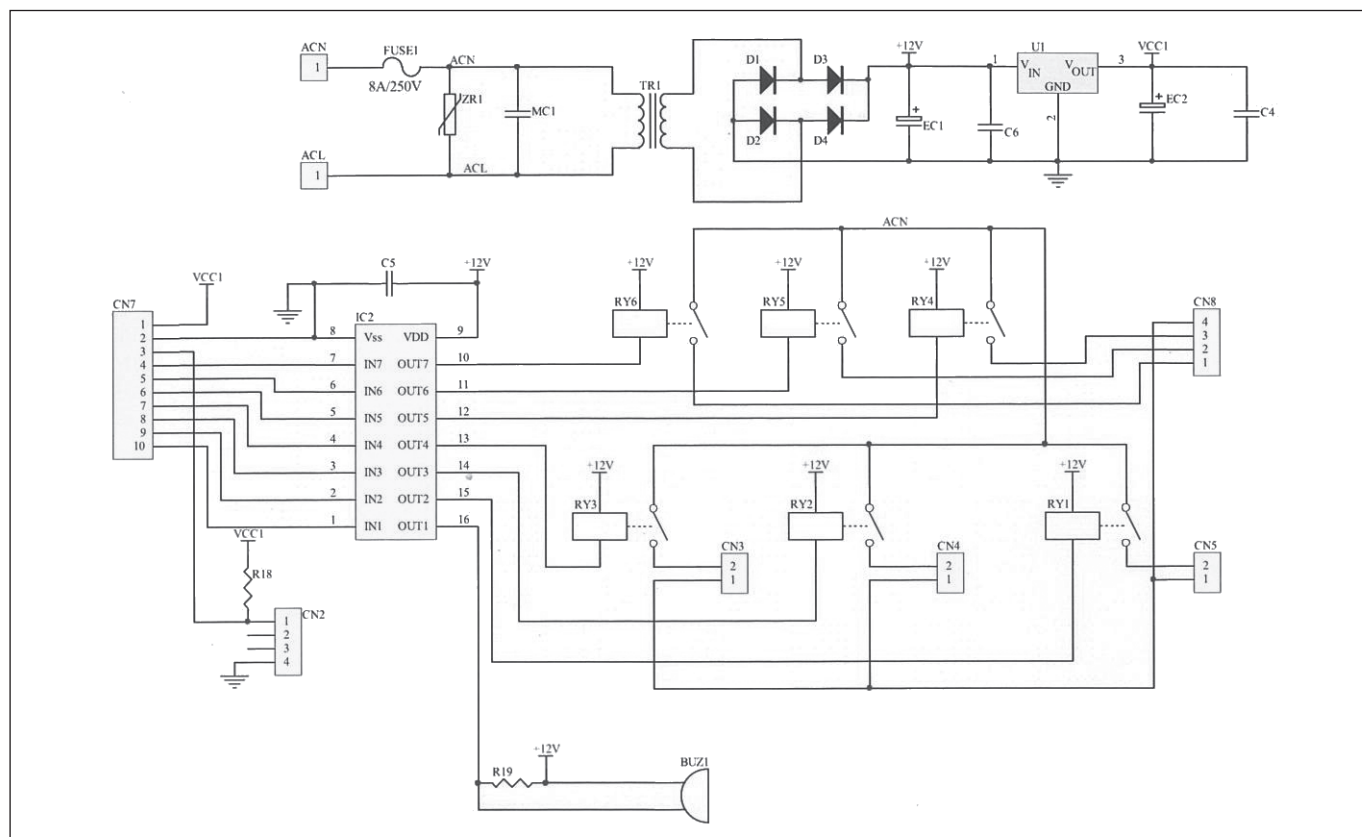 ACN
1
FUSE1
8A/250V
ACN
ZR1
MC1
ACL
1
ACL
TR1
D1
D3
D2
D4
+12V
+
EC1
C6
1
U1
VIN
VOUT
GND
2
3
VCC1
+
EC2
C4
VCC1
CN7
1
2
3
4
5
6
7
8
9
10
C5
+12V
IC2
8 Vss VDD 9
7 IN7 OUT7 10
6 IN6 OUT6 11
5 IN5 OUT5 12
4 IN4 OUT4 13
3 IN3 OUT3 14
2 IN2 OUT2 15
1 IN1 OUT1 16
ACN
+12V
RY6
+12V
RY5
+12V
RY4
CN8
4
3
2
1
+12V
RY3
+12V
RY2
+12V
RY1
CN3
2
1
CN4
2
1
CN5
2
1
VCC1
R18
CN2
1
2
3
4
+12V
R19
BUZ1